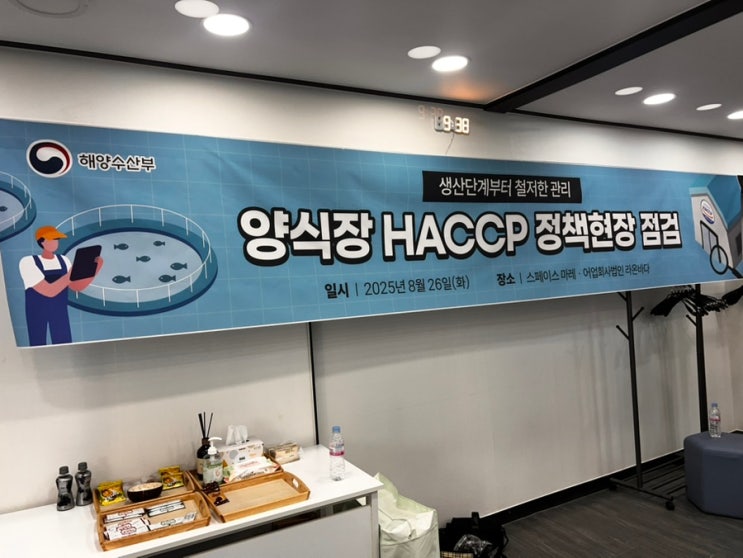 9:38
해양수산부
생산단계부터 철저한 관리
양식장 HACCP 정책현장 점검
일시 | 2025년 8월 26일(화) 장소 | 스페이스 마레 · 어업회사법인 라온바다